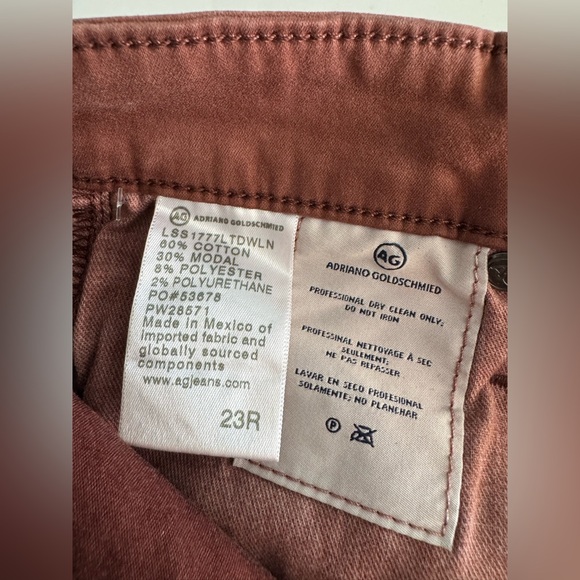 AG ADRIANO GOLDSCHMIED
LSS1777LTDWLN
60% COTTON
30% MODAL
8% POLYESTER
2% POLYURETHANE
PO#53678
PW28571
Made in Mexico of
imported fabric and
globally sourced
components
www.agjeans.com
23R
AG
ADRIANO GOLDSCHMIED
PROFESSIONAL DRY CLEAN ONLY;
DO NOT IRON
PROFESSINAL NETTOYAGE À SEC
SEULEMENT;
NE PAS REPASSER
LAVAR EN SECO PROFESIONAL
SOLAMENTE; NO PLANCHAR
P